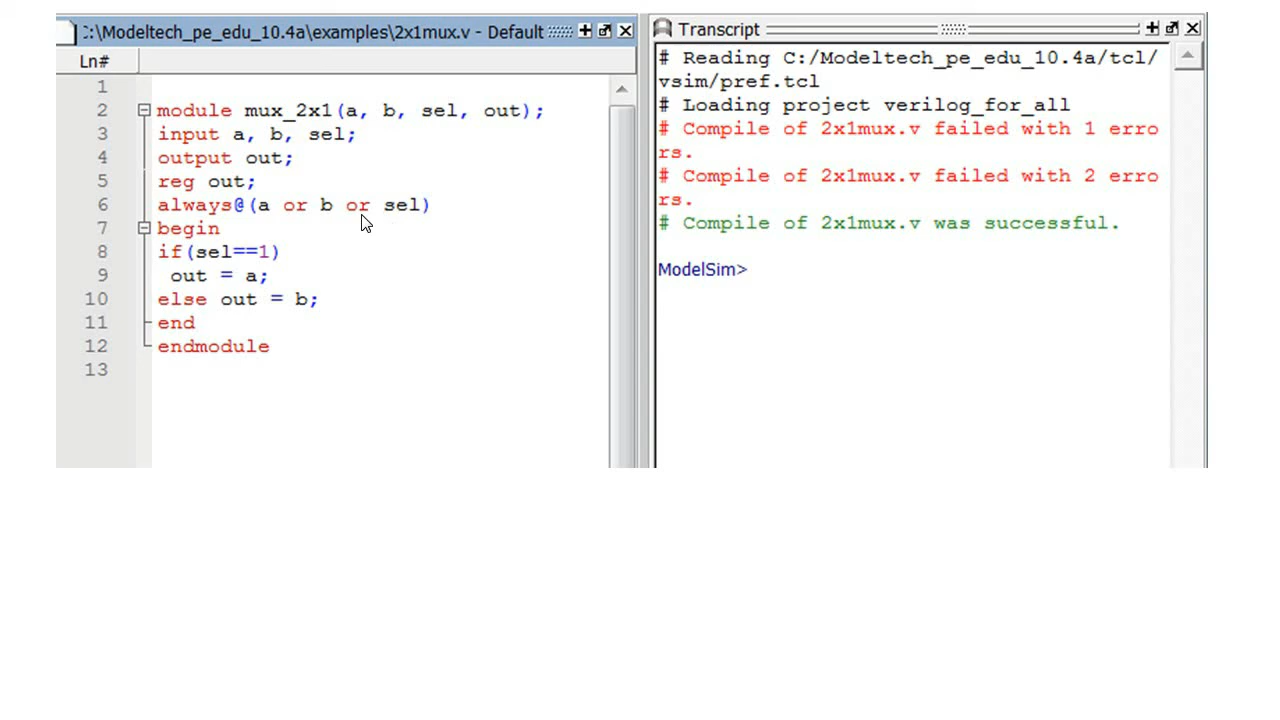 :\Modeltech_pe_edu_10.4a\examples\2x1mux.v - Default
Ln#
1
2 module mux_2x1(a, b, sel, out);
3 input a, b, sel;
4 output out;
5 reg out;
6 always@(a or b or sel)
7 begin
8 if(sel==1)
9 out = a;
10 else out = b;
11 end
12 endmodule
13
Transcript
# Reading C:/Modeltech_pe_edu_10.4a/tcl/
vsim/pref.tcl
# Loading project verilog_for_all
# Compile of 2x1mux.v failed with 1 erro
rs.
# Compile of 2x1mux.v failed with 2 erro
rs.
# Compile of 2x1mux.v was successful.
ModelSim>